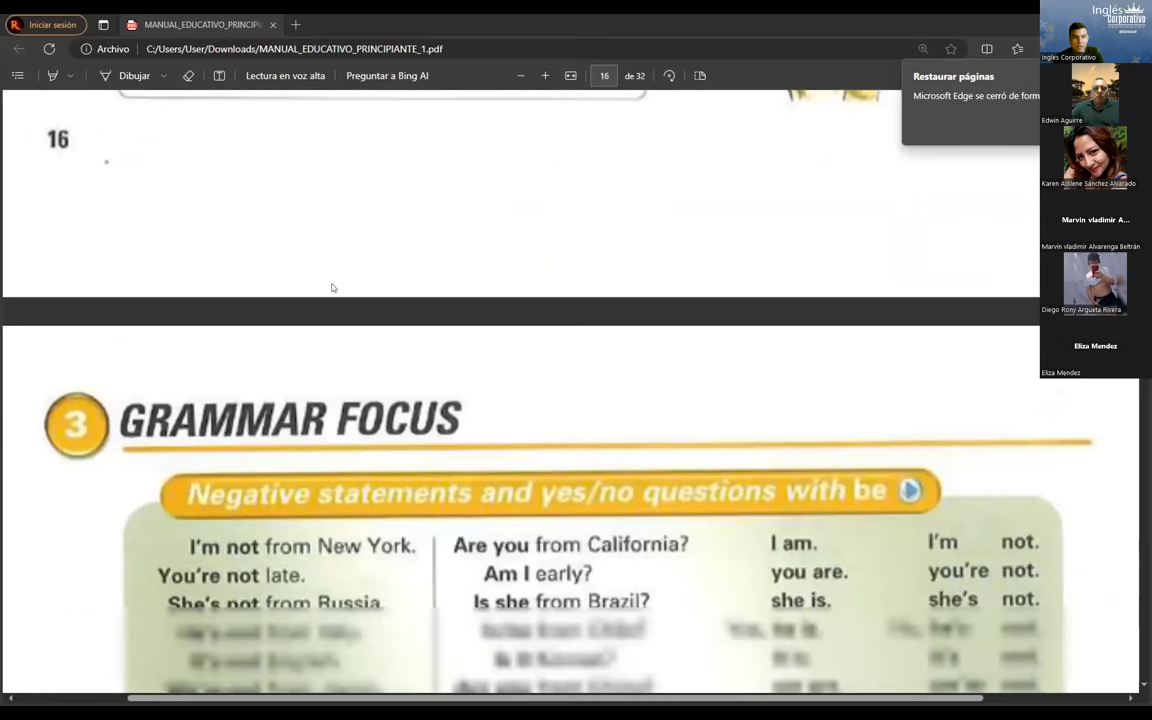 Iniciar sesión
MANUAL_EDUCATIVO_PRINCIPI
Archivo
C:/Users/User/Downloads/MANUAL_EDUCATIVO_PRINCIPIANTE_1.pdf
Dibujar
Lectura en voz alta
Preguntar a Bing AI
16 de 32
Restaurar páginas
Microsoft Edge se cerró de form
16
3 GRAMMAR FOCUS
Negative statements and yes/no questions with be
I'm not from New York.
You're not late.
She's not from Russia.
Are you from California?
Am I early?
Is she from Brazil?
I am.
you are.
she is.
I'm not.
you're not.
she's not.
Inglés
Corporativo
Inglés Corporativo
Edwin Aguirre
Karen Adilene Sánchez Alvarado
Marvin vladimir A...
Marvin vladimir Alvarenga Beltrán
Diego Rony Argueta Rivera
Eliza Mendez
Eliza Mendez